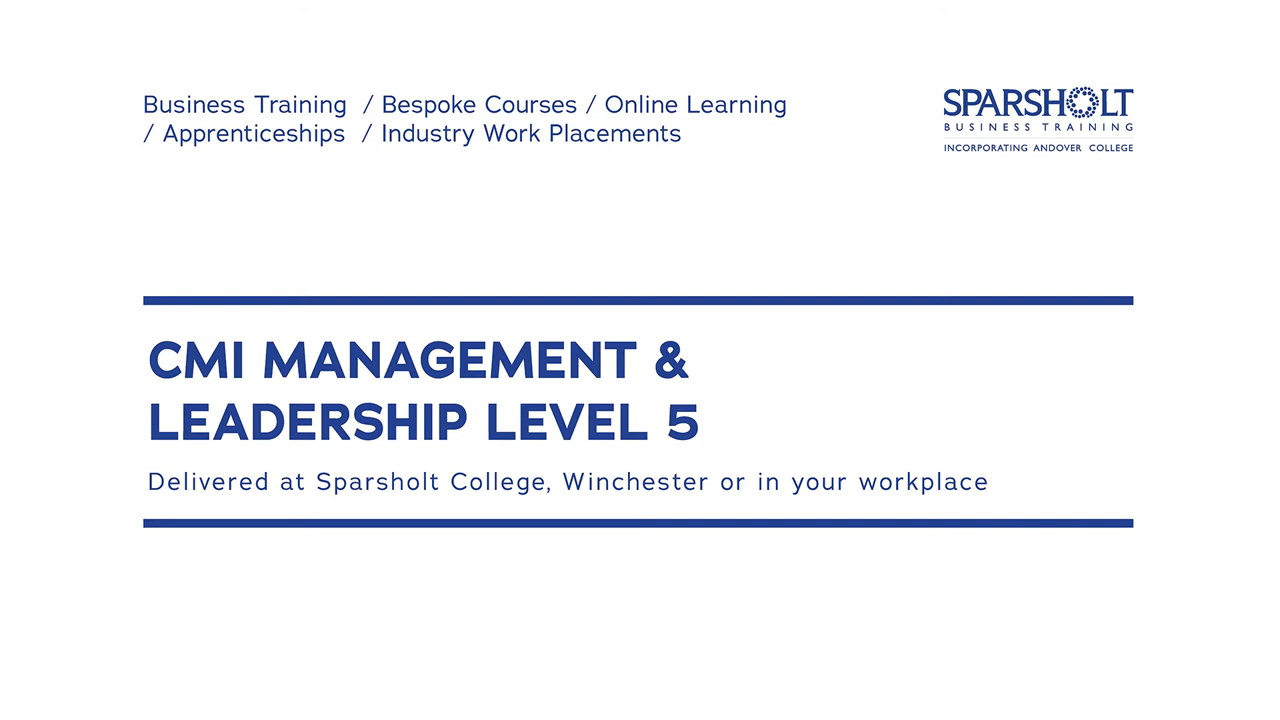 Business Training / Bespoke Courses / Online Learning
/ Apprenticeships / Industry Work Placements
SPARSHOLT
BUSINESS TRAINING
INCORPORATING ANDOVER COLLEGE
CMI MANAGEMENT &
LEADERSHIP LEVEL 5
Delivered at Sparsholt College, Winchester or in your workplace